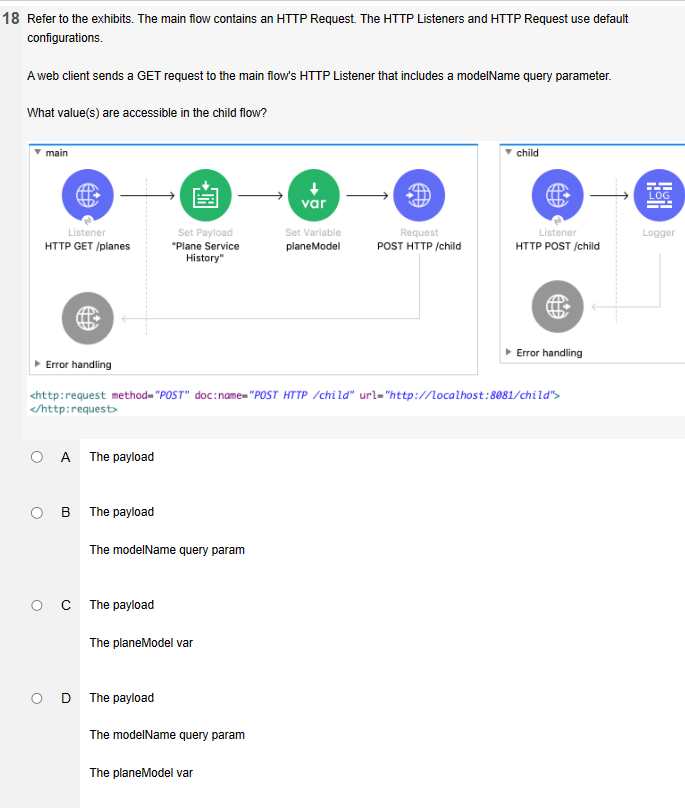 18 Refer to the exhibits. The main flow contains an HTTP Request. The HTTP Listeners and HTTP Request use default
configurations.
A web client sends a GET request to the main flow's HTTP Listener that includes a modelName query parameter.
What value(s) are accessible in the child flow?
main
child
var
LOG
Listener
Set Payload
Set Variable
Request
Listener
Logger
HTTP GET /planes
"Plane Service
History"
planeModel
POST HTTP /child
HTTP POST /child
Error handling
Error handling
<http:request method="POST" doc:name="POST HTTP /child" url="http://localhost:8081/child">
</http:request>
A The payload
B The payload
The modelName query param
C The payload
The planeModel var
D The payload
The modelName query param
The planeModel var